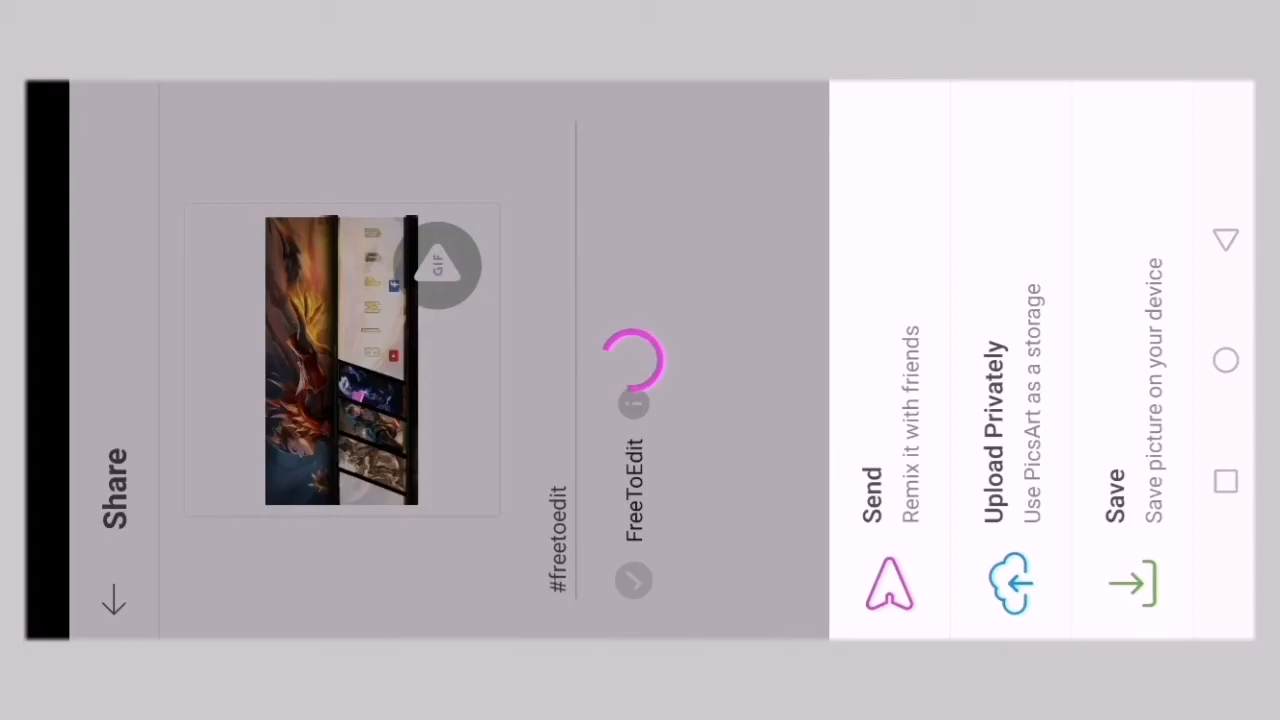 Share
GIF
#freetoedit
FreeToEdit
Send
Remix it with friends
Upload Privately
Use PicsArt as a storage
Save
Save picture on your device